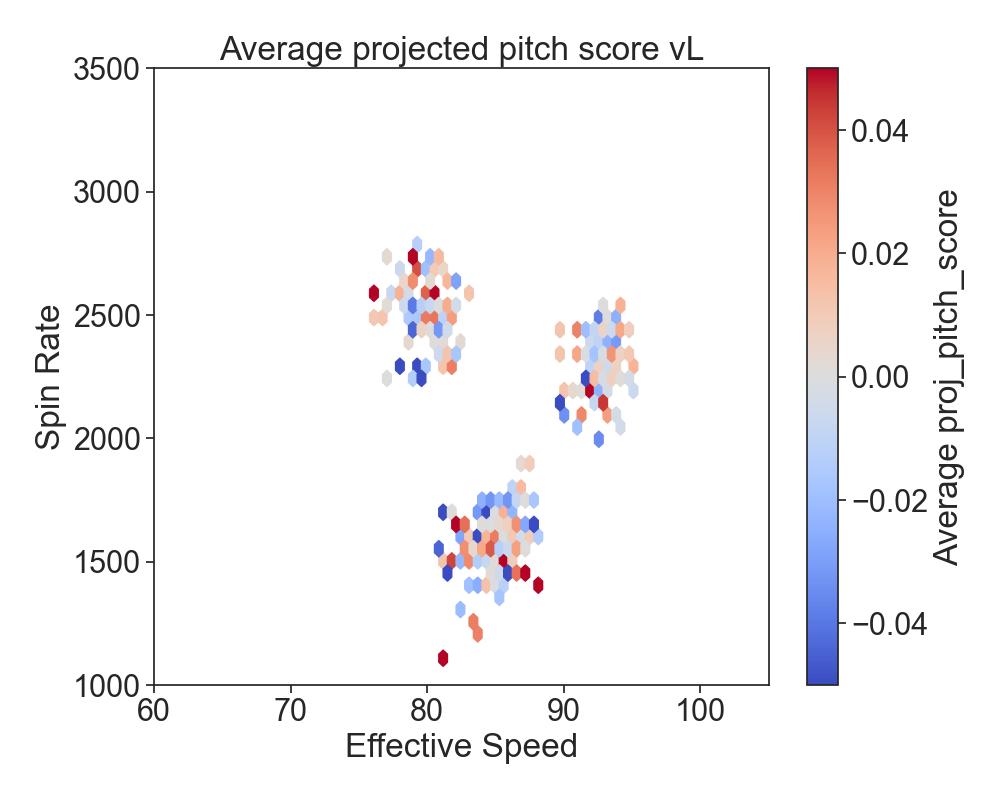 Average projected pitch score vL
3500
3000
2500
2000
1500
1000
Spin Rate
60 70 80 90 100
Effective Speed
0.04
0.02
0.00
−0.02
−0.04
Average proj_pitch_score